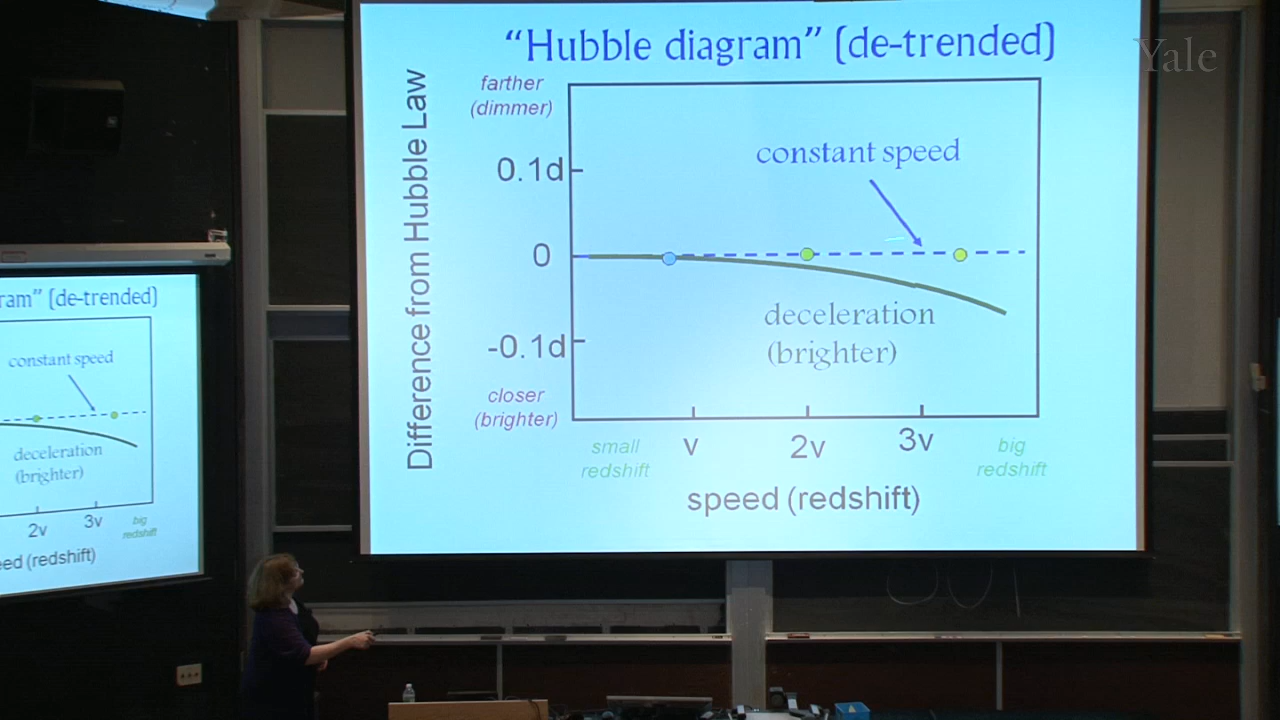 “Hubble diagram” (de-trended)
Yale
Difference from Hubble Law
farther
(dimmer)
0.1d
0
-0.1d
closer
(brighter)
constant speed
deceleration
(brighter)
small
redshift
v
2v
3v
big
redshift
speed (redshift)
ram” (de-trended)
constant speed
deceleration
(brighter)
2v
3v
big
redshift
ed (redshift)